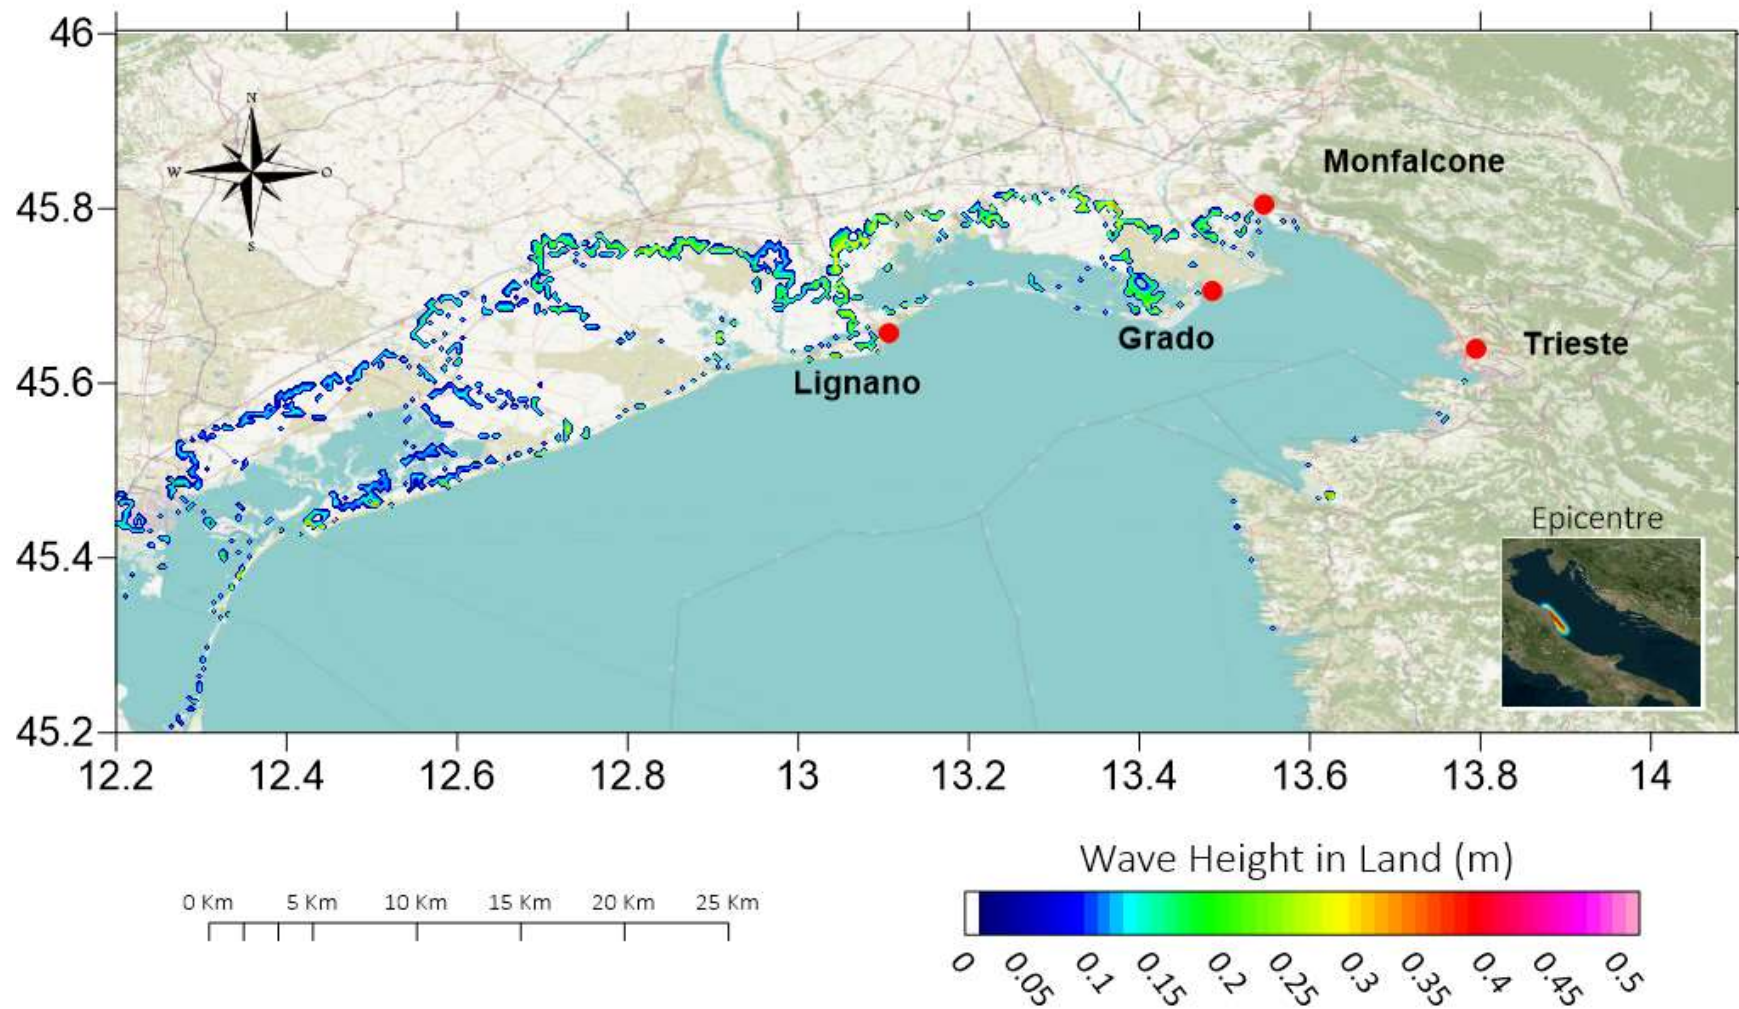 46
N
Monfalcone
W
O
45.8
S
Grado
Trieste
Lignano
45.6
Epicentre
45.4
45.2
12.2 12.4 12.6 12.8 13 13.2 13.4 13.6 13.8 14
Wave Height in Land (m)
0 Km 5 Km 10 Km 15 Km 20 Km 25 Km
0 0.05 0.1 0.15 0.2 0.25 0.3 0.35 0.4 0.45 0.5